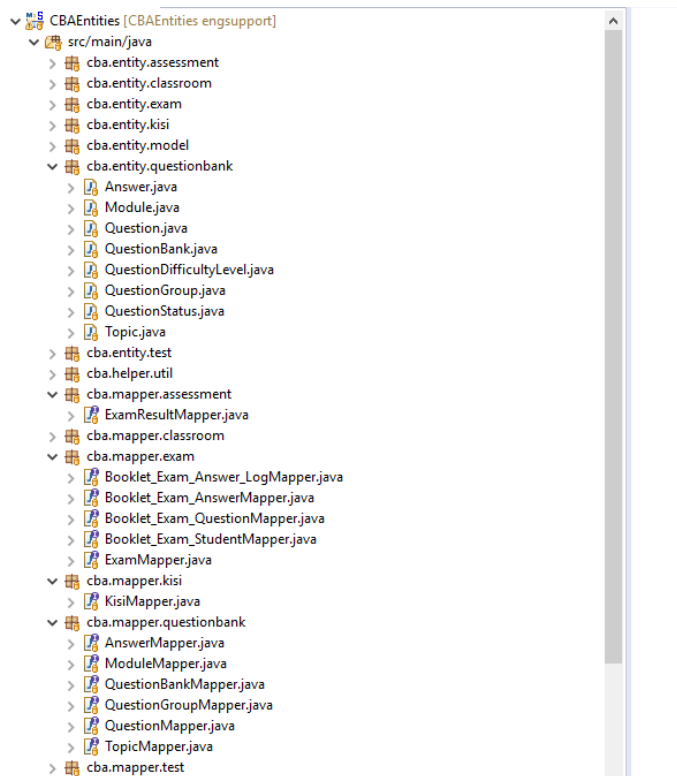 CBAEntities [CBAEntities engsupport]
src/main/java
cba.entity.assessment
cba.entity.classroom
cba.entity.exam
cba.entity.kisi
cba.entity.model
cba.entity.questionbank
Answer.java
Module.java
Question.java
QuestionBank.java
QuestionDifficultyLevel.java
QuestionGroup.java
QuestionStatus.java
Topic.java
cba.entity.test
cba.helper.util
cba.mapper.assessment
ExamResultMapper.java
cba.mapper.classroom
cba.mapper.exam
Booklet_Exam_Answer_LogMapper.java
Booklet_Exam_AnswerMapper.java
Booklet_Exam_QuestionMapper.java
Booklet_Exam_StudentMapper.java
ExamMapper.java
cba.mapper.kisi
KisiMapper.java
cba.mapper.questionbank
AnswerMapper.java
ModuleMapper.java
QuestionBankMapper.java
QuestionGroupMapper.java
QuestionMapper.java
TopicMapper.java
cba.mapper.test